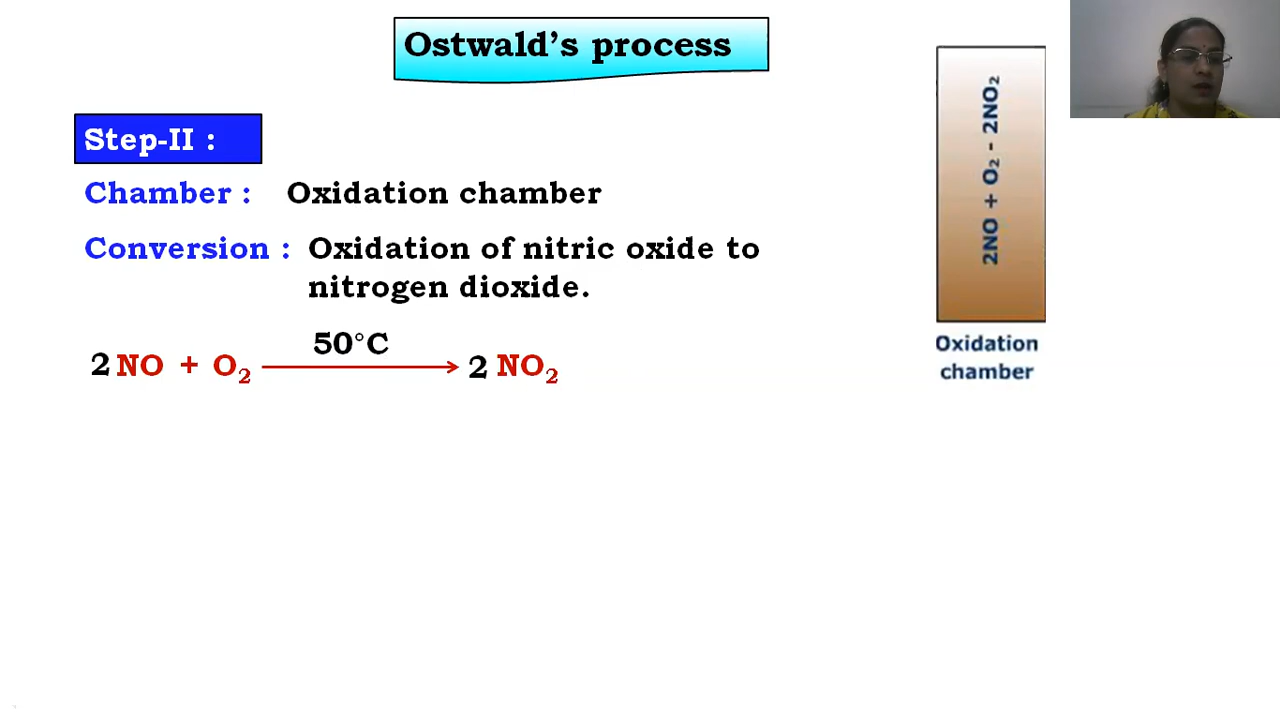 Ostwald's process
Step-II :
Chamber : Oxidation chamber
Conversion : Oxidation of nitric oxide to
nitrogen dioxide.
50°C
2 NO + O₂ ⟶ 2 NO₂
2NO + O₂ - 2NO₂
Oxidation
chamber